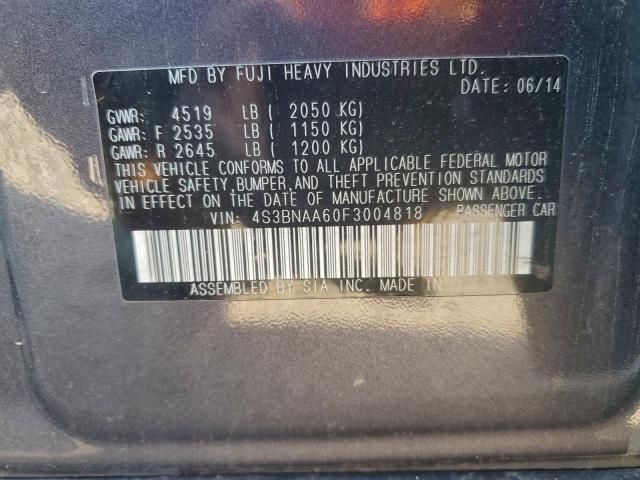 MFD BY FUJI HEAVY INDUSTRIES LTD.
DATE: 06/14
GVWR: 4519 LB ( 2050 KG)
GAWR: F 2535 LB ( 1150 KG)
GAWR: R 2645 LB ( 1200 KG)
THIS VEHICLE CONFORMS TO ALL APPLICABLE FEDERAL MOTOR
VEHICLE SAFETY,BUMPER,AND THEFT PREVENTION STANDARDS
IN EFFECT ON THE DATE OF MANUFACTURE SHOWN ABOVE.
VIN: 4S3BNAA60F3004818 PASSENGER CAR
ASSEMBLED BY SIA INC. MADE IN